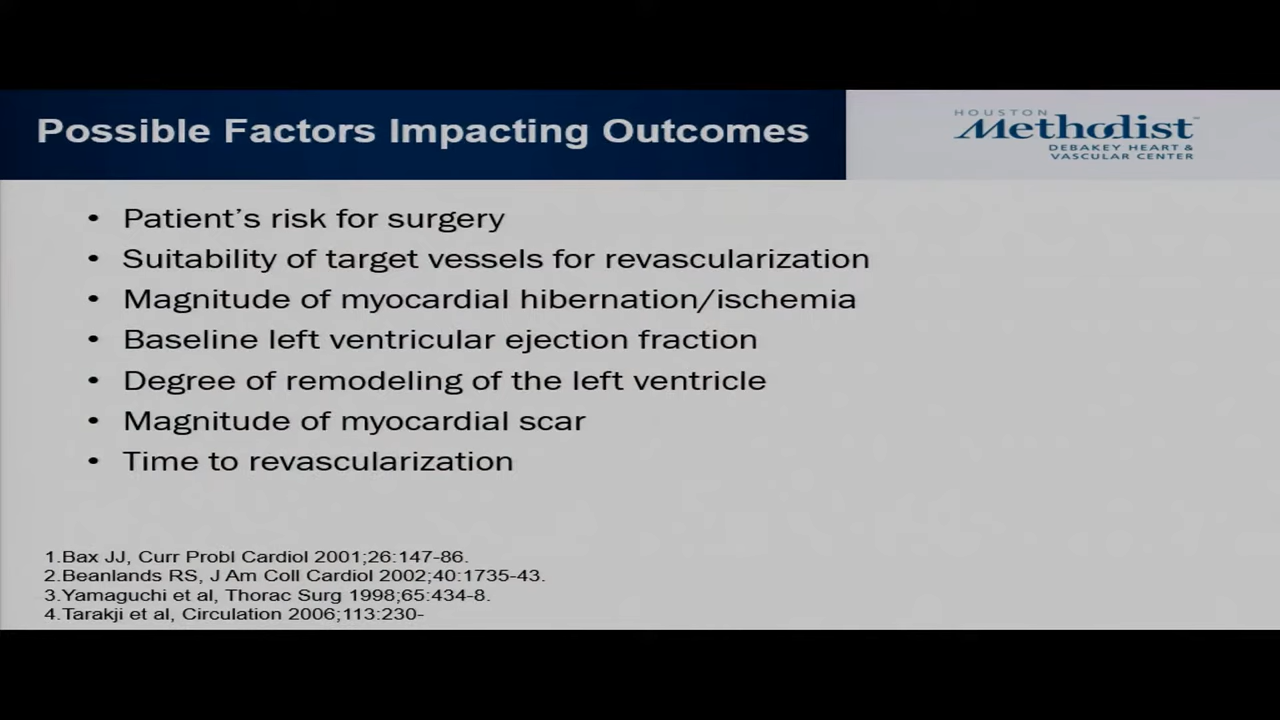 Possible Factors Impacting Outcomes
HOUSTON
Methodist™
DEBAKEY HEART &
VASCULAR CENTER
• Patient's risk for surgery
• Suitability of target vessels for revascularization
• Magnitude of myocardial hibernation/ischemia
• Baseline left ventricular ejection fraction
• Degree of remodeling of the left ventricle
• Magnitude of myocardial scar
• Time to revascularization
1.Bax JJ, Curr Probl Cardiol 2001;26:147-86.
2.Beanlands RS, J Am Coll Cardiol 2002;40:1735-43.
3.Yamaguchi et al, Thorac Surg 1998;65:434-8.
4.Tarakji et al, Circulation 2006;113:230-